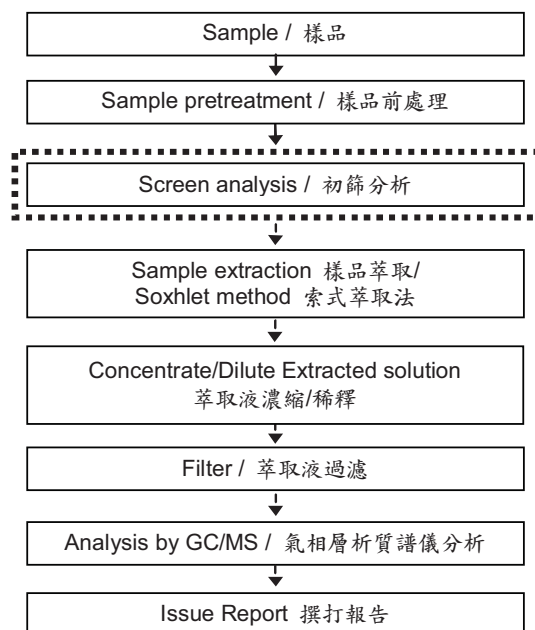 Sample / 樣品
Sample pretreatment / 樣品前處理
Screen analysis / 初篩分析
Sample extraction 樣品萃取/
Soxhlet method 索式萃取法
Concentrate/Dilute Extracted solution
萃取液濃縮/稀釋
Filter / 萃取液過濾
Analysis by GC/MS / 氣相層析質譜儀分析
Issue Report 撰打報告